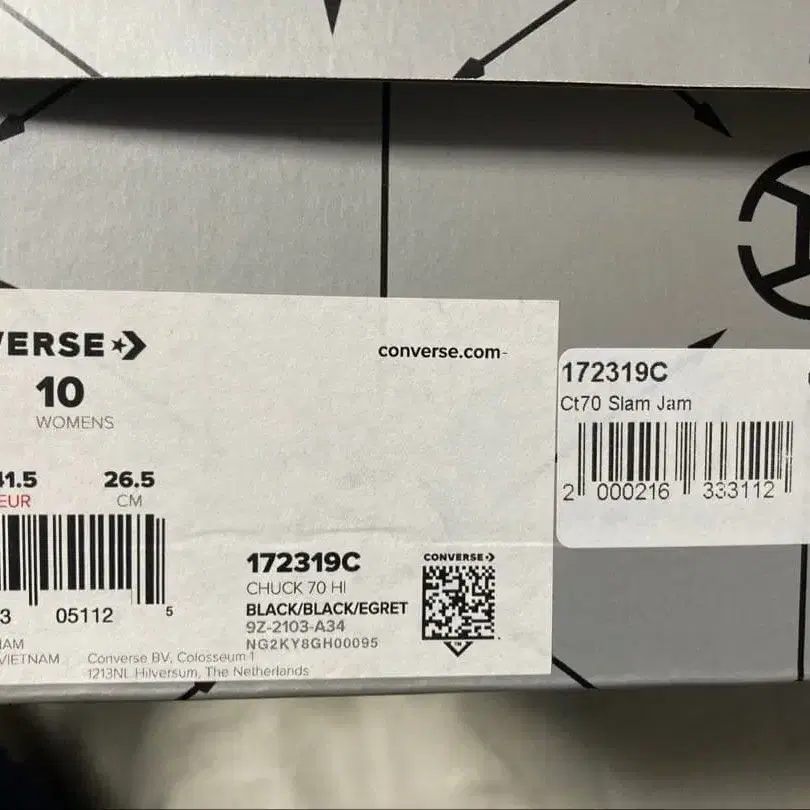 VERSE
converse.com-
10
WOMENS
41.5
EUR
26.5
CM
3 05112 5
172319C
CHUCK 70 HI
BLACK/BLACK/EGRET
9Z-2103-A34
NG2KY8GH00095
CONVERSE
VIETNAM
Converse BV, Colosseum 1
1213NL Hilversum, The Netherlands
172319C
Ct70 Slam Jam
2 000216 333112